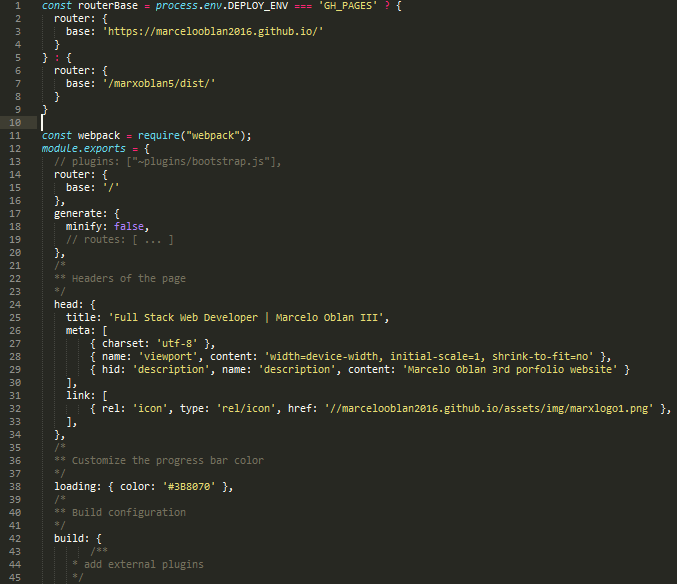 1 const routerBase = process.env.DEPLOY_ENV === 'GH_PAGES' ? {
2 router: {
3 base: 'https://marcelooblan2016.github.io/'
4 }
5 } : {
6 router: {
7 base: '/marxoblan5/dist/'
8 }
9 }
10
11 const webpack = require("webpack");
12 module.exports = {
13 // plugins: ["~plugins/bootstrap.js"],
14 router: {
15 base: '/'
16 },
17 generate: {
18 minify: false,
19 // routes: [ ... ]
20 },
21 /*
22 ** Headers of the page
23 */
24 head: {
25 title: 'Full Stack Web Developer | Marcelo Oblan III',
26 meta: [
27 { charset: 'utf-8' },
28 { name: 'viewport', content: 'width=device-width, initial-scale=1, shrink-to-fit=no' },
29 { hid: 'description', name: 'description', content: 'Marcelo Oblan 3rd porfolio website' }
30 ],
31 link: [
32 { rel: 'icon', type: 'rel/icon', href: '//marcelooblan2016.github.io/assets/img/marxlogo1.png' },
33 ],
34 },
35 /*
36 ** Customize the progress bar color
37 */
38 loading: { color: '#3B8070' },
39 /*
40 ** Build configuration
41 */
42 build: {
43 /**
44 * add external plugins
45 */